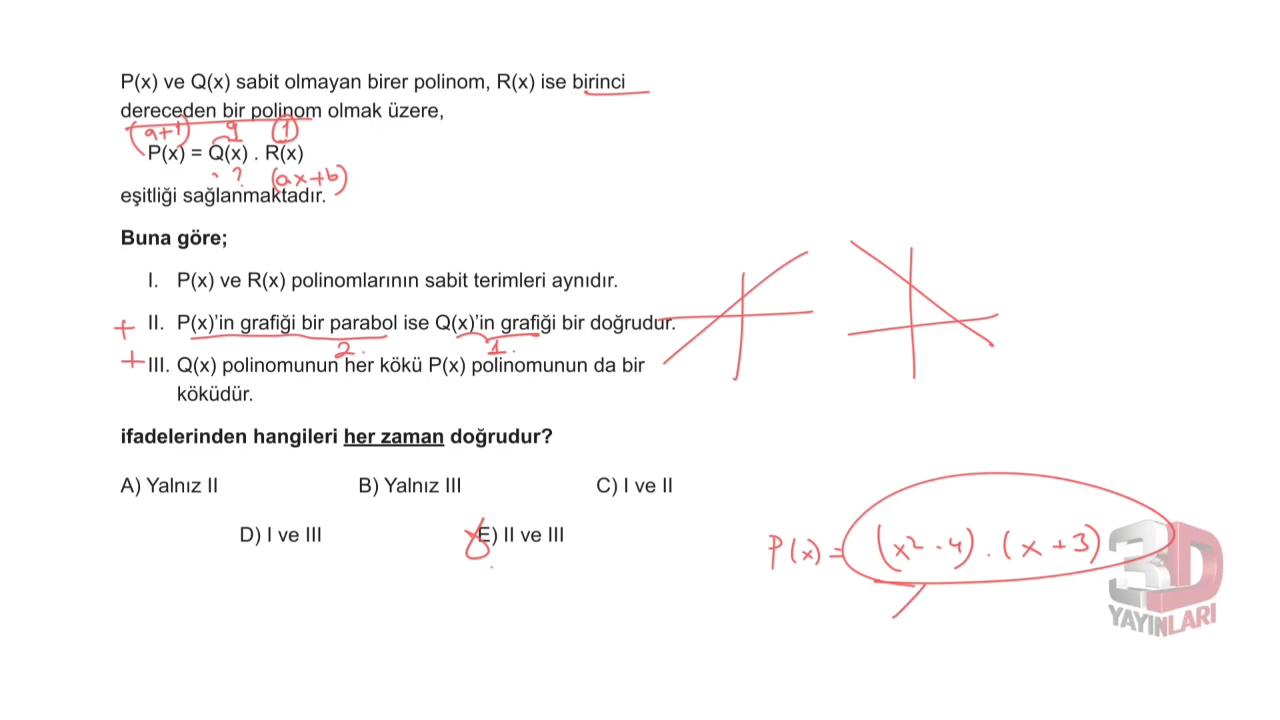 P(x) ve Q(x) sabit olmayan birer polinom, R(x) ise birinci
dereceden bir polinom olmak üzere,
(a+1) a (1)
P(x) = Q(x) . R(x)
? (ax+b)
eşitliği sağlanmaktadır.
Buna göre;
I. P(x) ve R(x) polinomlarının sabit terimleri aynıdır.
+ II. P(x)'in grafiği bir parabol ise Q(x)'in grafiği bir doğrudur.
2. 1.
+ III. Q(x) polinomunun her kökü P(x) polinomunun da bir
köküdür.
ifadelerinden hangileri her zaman doğrudur?
A) Yalnız II B) Yalnız III C) I ve II
D) I ve III E) II ve III
P(x) = (x² - 4) . (x + 3)
3D
YAYINLARI